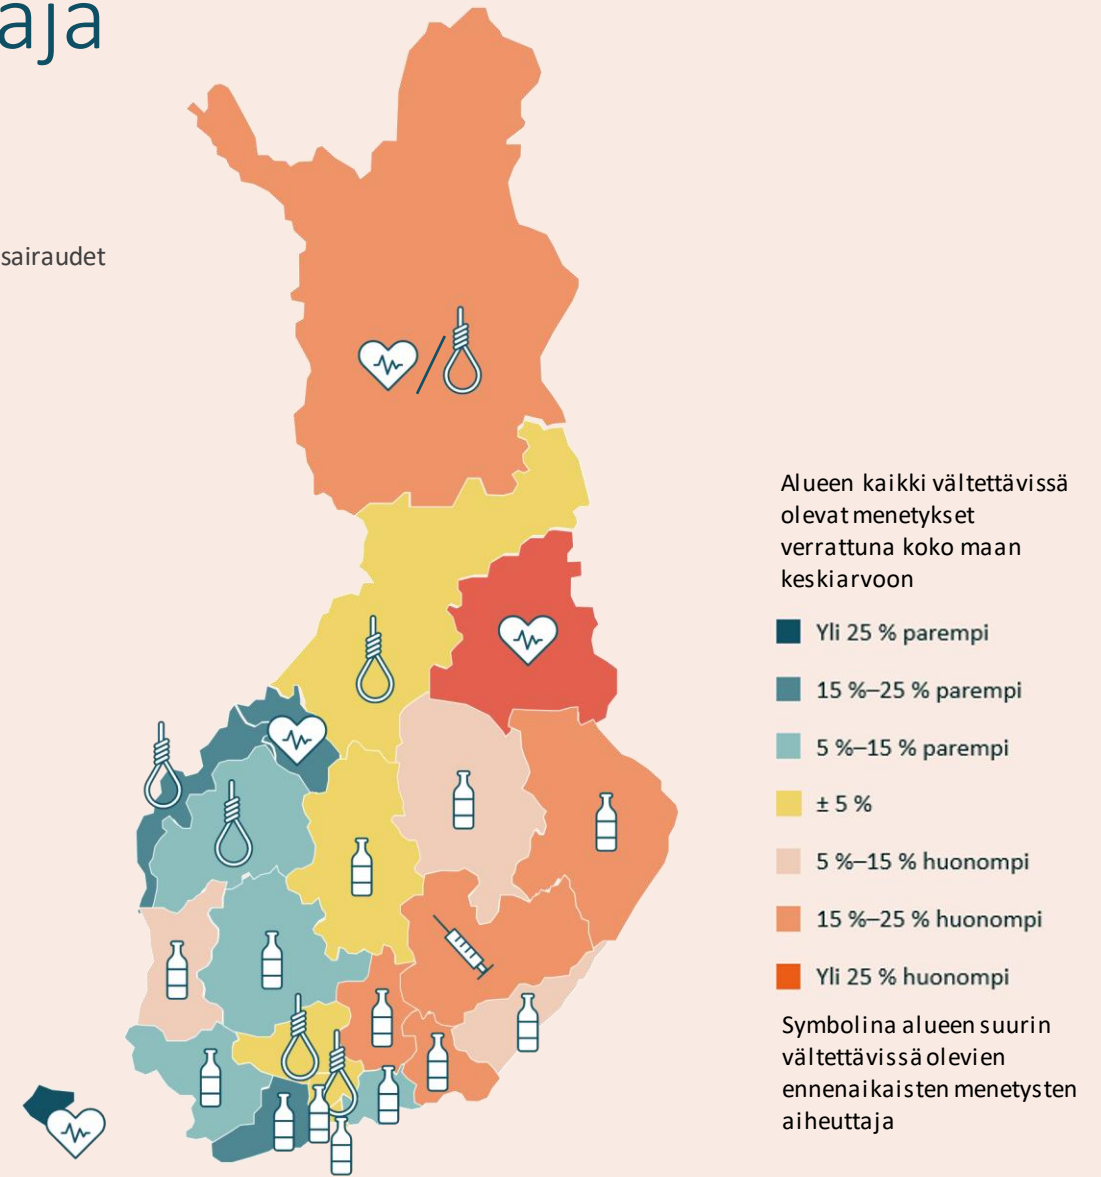 aja
sairaudet
Alueen kaikki vältettävissä
olevat menetykset
verrattuna koko maan
keskiarvoon
Yli 25 % parempi
15 %–25 % parempi
5 %–15 % parempi
± 5 %
5 %–15 % huonompi
15 %–25 % huonompi
Yli 25 % huonompi
Symbolina alueen suurin
vältettävissä olevien
ennenaikaisten menetysten
aiheuttaja